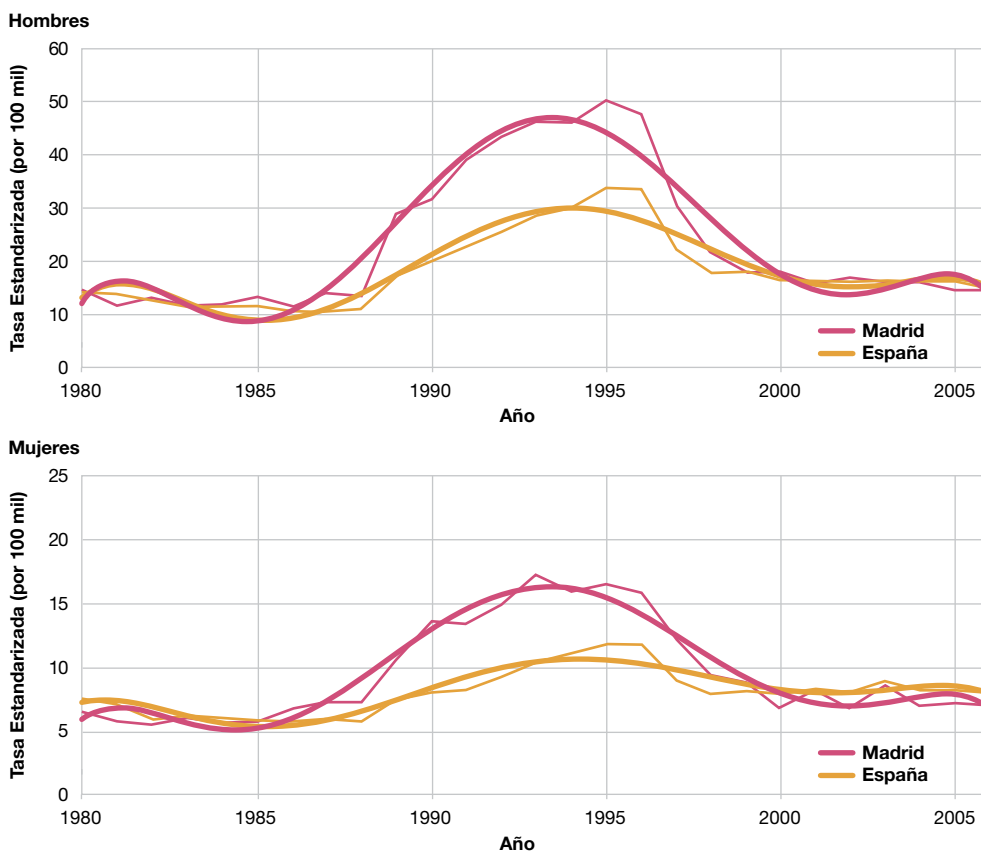 Hombres
Tasa Estandarizada (por 100 mil)
60
50
40
30
20
10
0
1980 1985 1990 1995 2000 2005
Año
Madrid
España
Mujeres
Tasa Estandarizada (por 100 mil)
25
20
15
10
5
0
1980 1985 1990 1995 2000 2005
Año
Madrid
España